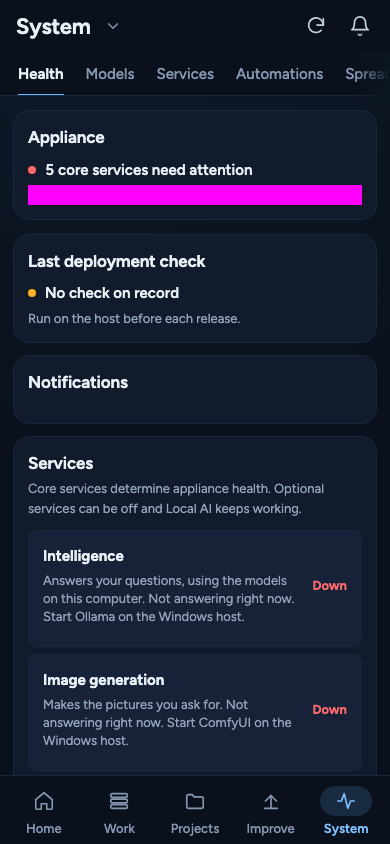 System
Health Models Services Automations Sprea
Appliance
5 core services need attention
Last deployment check
No check on record
Run on the host before each release.
Notifications
Services
Core services determine appliance health. Optional
services can be off and Local AI keeps working.
Intelligence
Answers your questions, using the models
on this computer. Not answering right now.
Start Ollama on the Windows host.
Down
Image generation
Makes the pictures you ask for. Not
answering right now. Start ComfyUI on the
Windows host.
Down
Home Work Projects Improve System